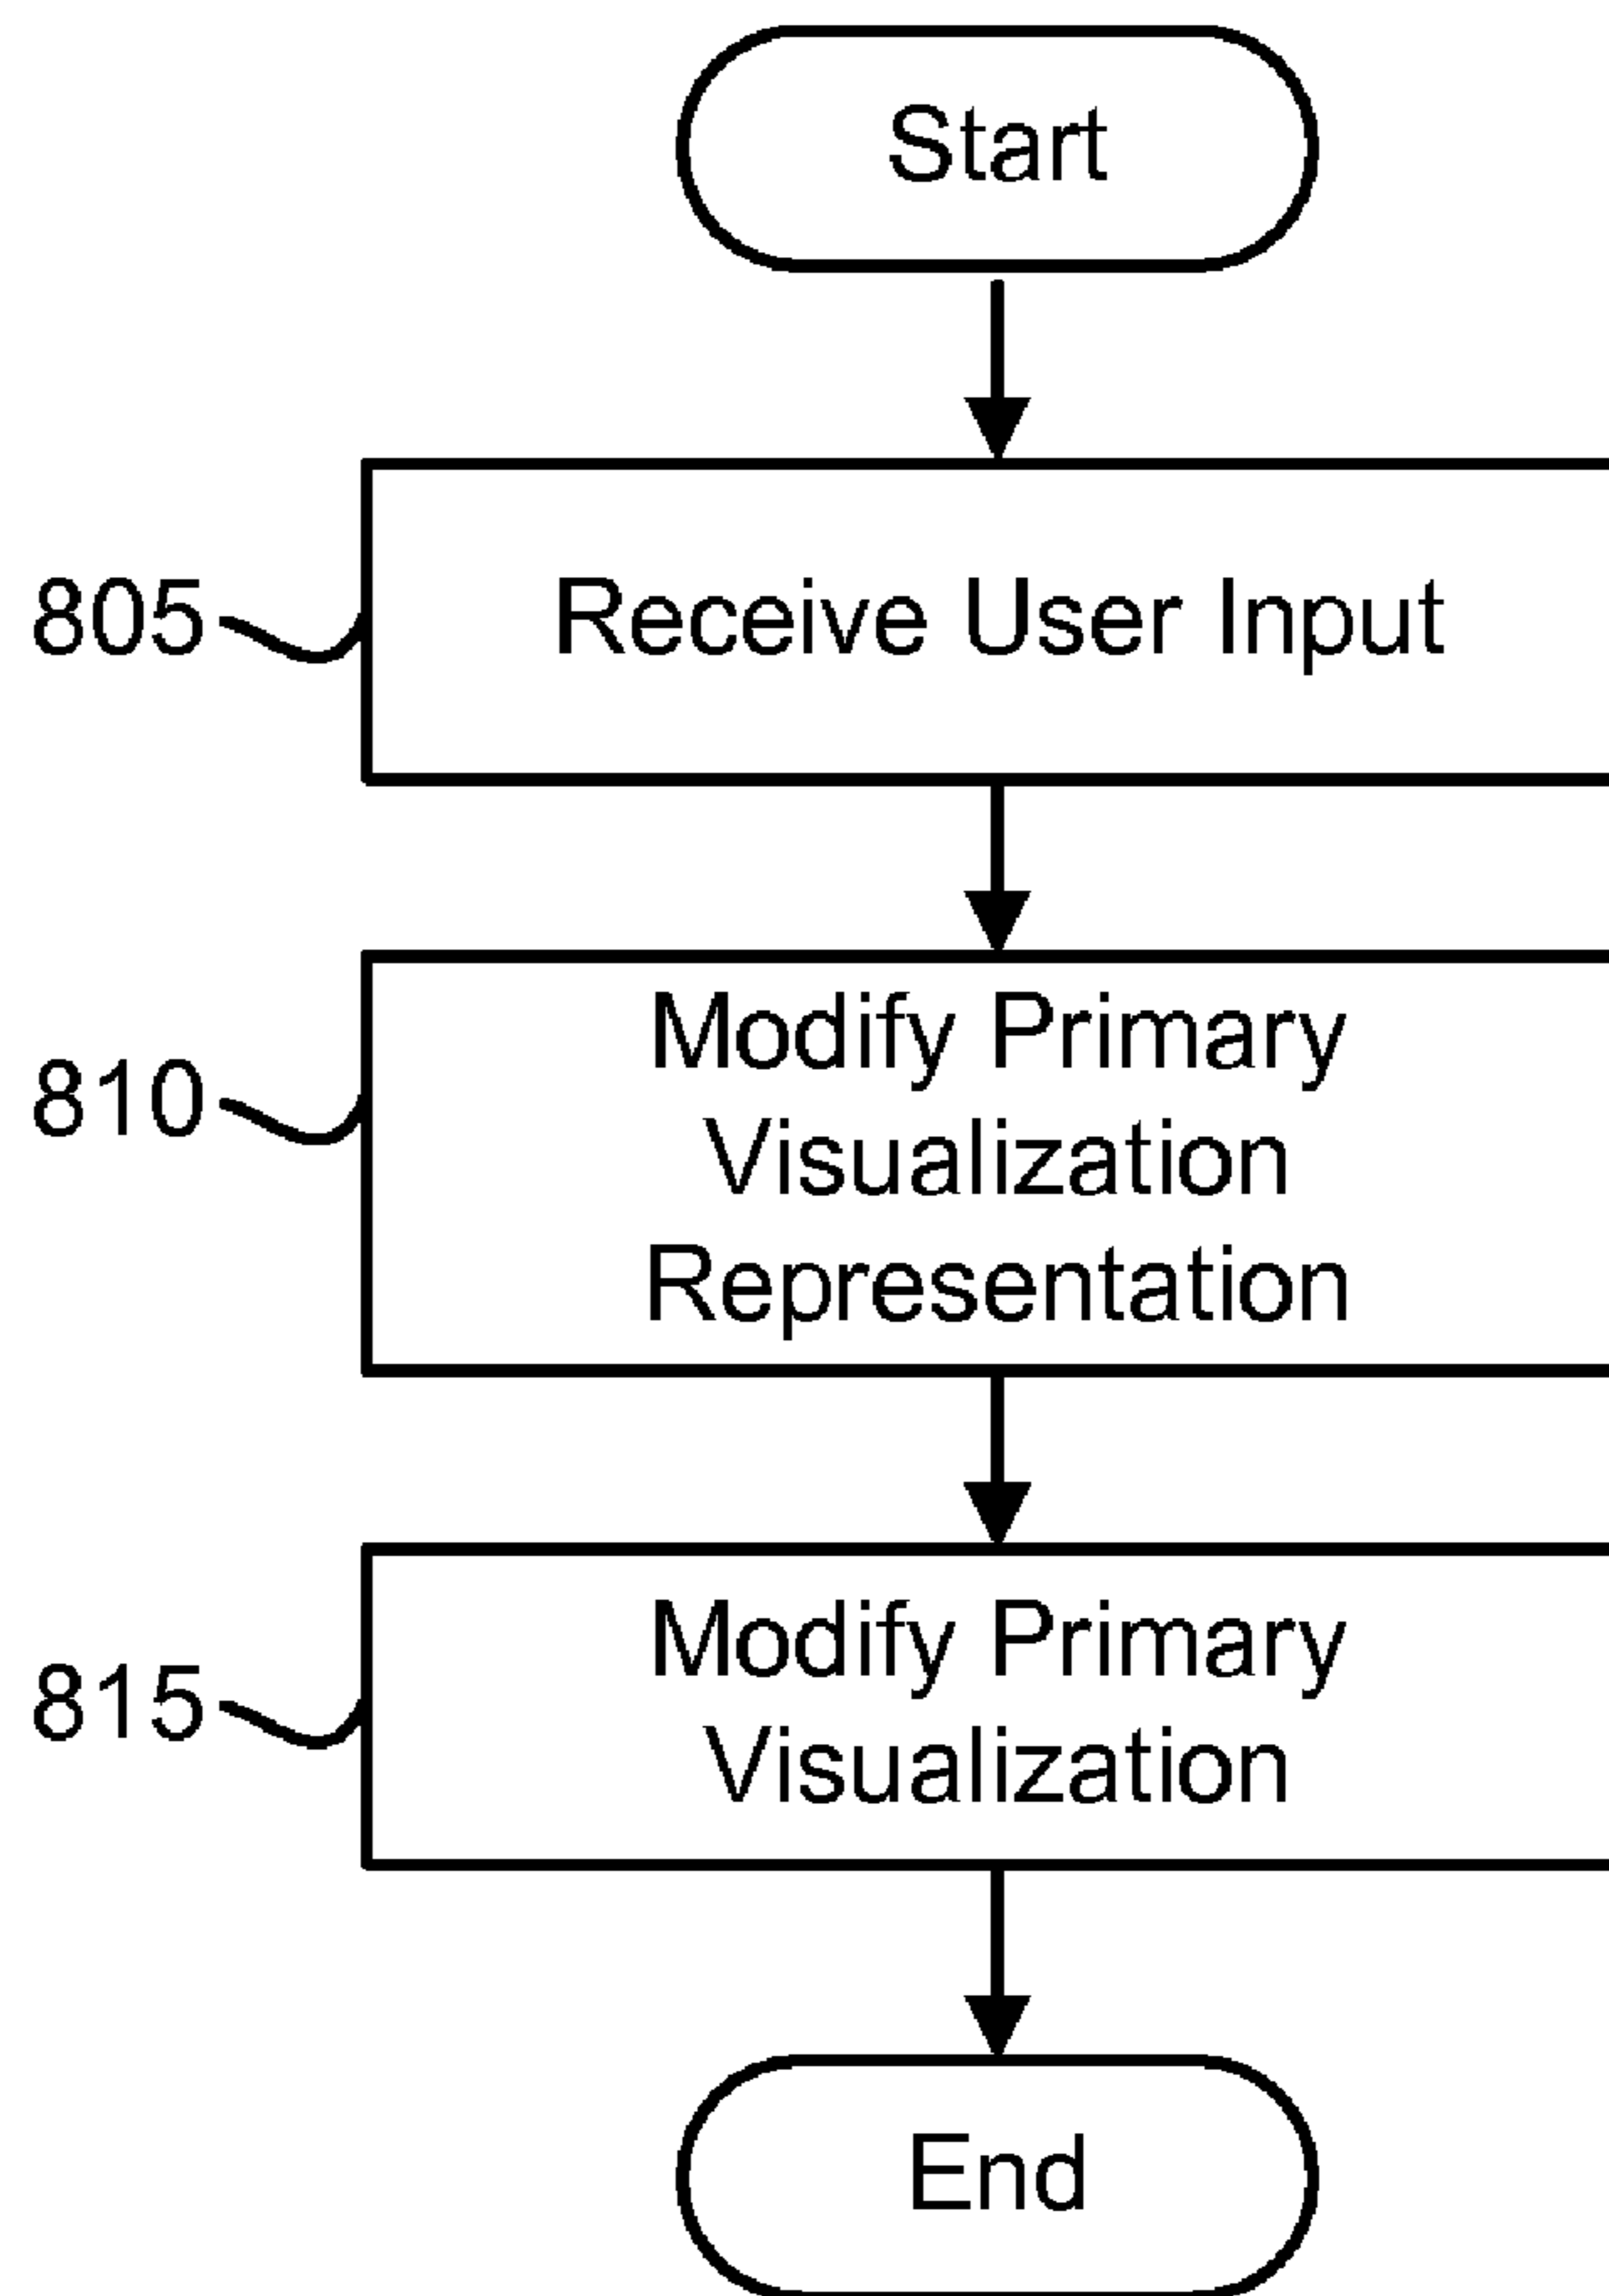 Start
805
Receive User Input
810
Modify Primary
Visualization
Representation
815
Modify Primary
Visualization
End